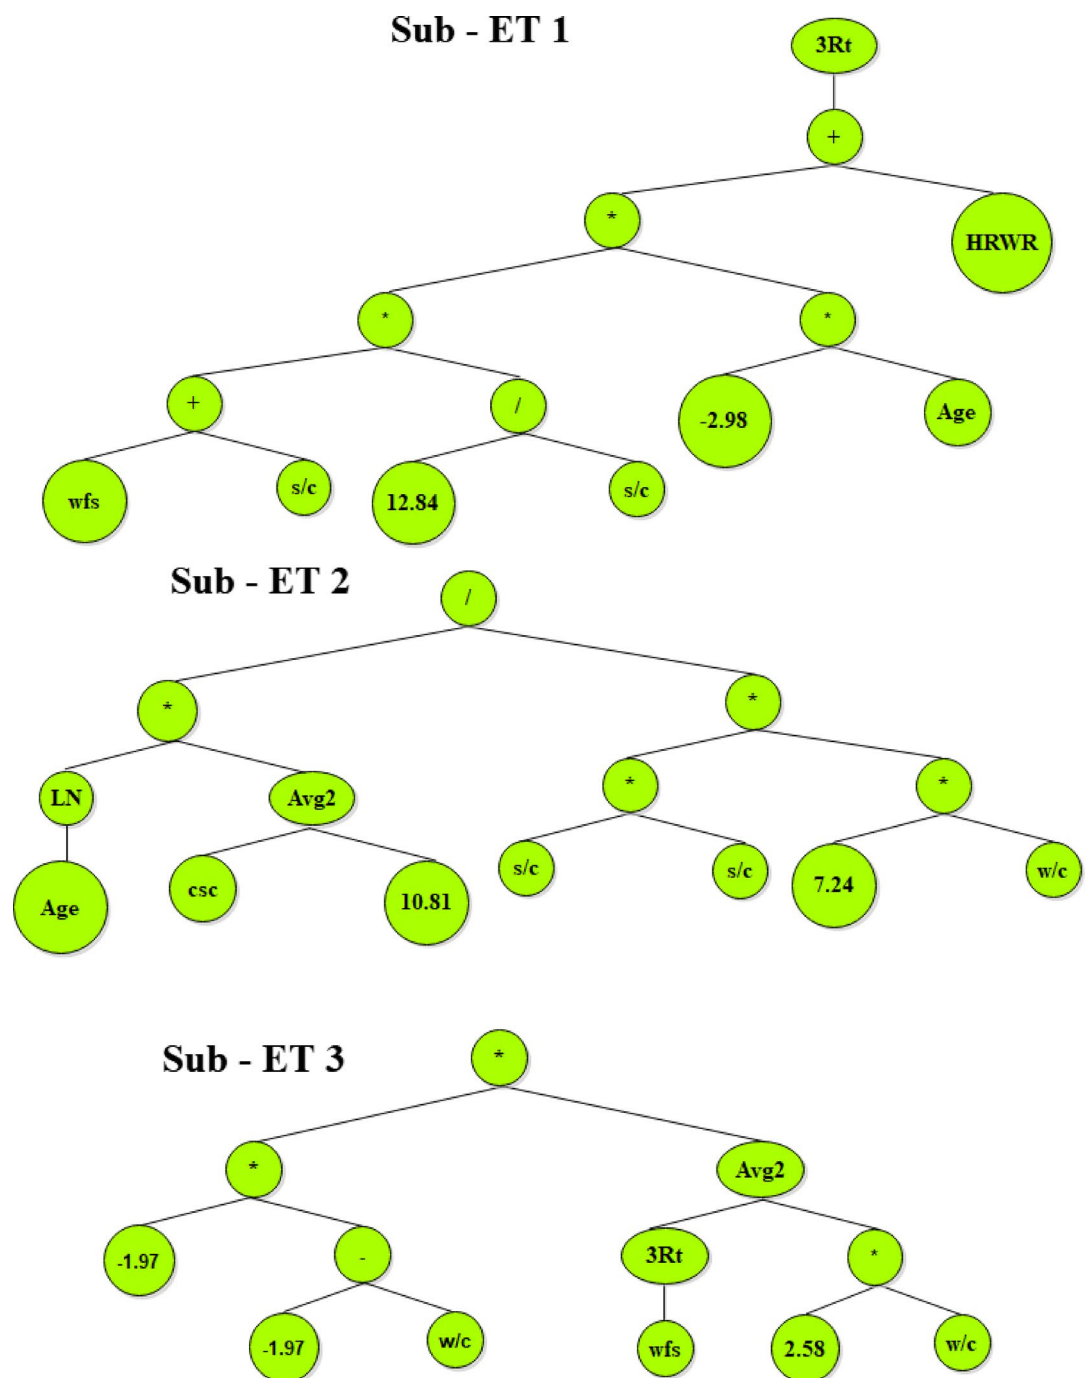 Sub - ET 1
3Rt
+
*
HRWR
*
*
+
/
-2.98
Age
wfs
s/c
12.84
s/c
Sub - ET 2
/
*
*
LN
Avg2
*
*
Age
csc
10.81
s/c
s/c
7.24
w/c
Sub - ET 3
*
*
Avg2
-1.97
-
3Rt
*
-1.97
w/c
wfs
2.58
w/c